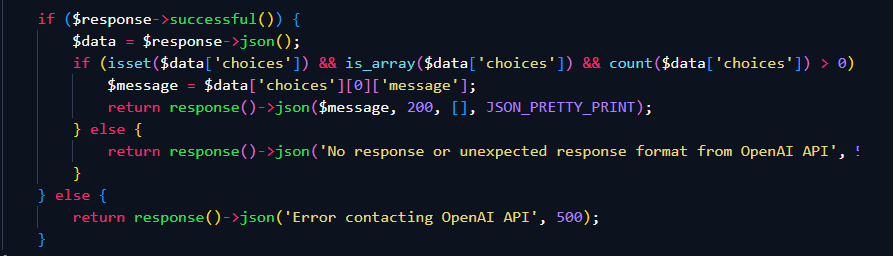 if ($response->successful()) {
$data = $response->json();
if (isset($data['choices']) && is_array($data['choices']) && count($data['choices']) > 0)
$message = $data['choices'][0]['message'];
return response()->json($message, 200, [], JSON_PRETTY_PRINT);
} else {
return response()->json('No response or unexpected response format from OpenAI API',
}
} else {
return response()->json('Error contacting OpenAI API', 500);
}